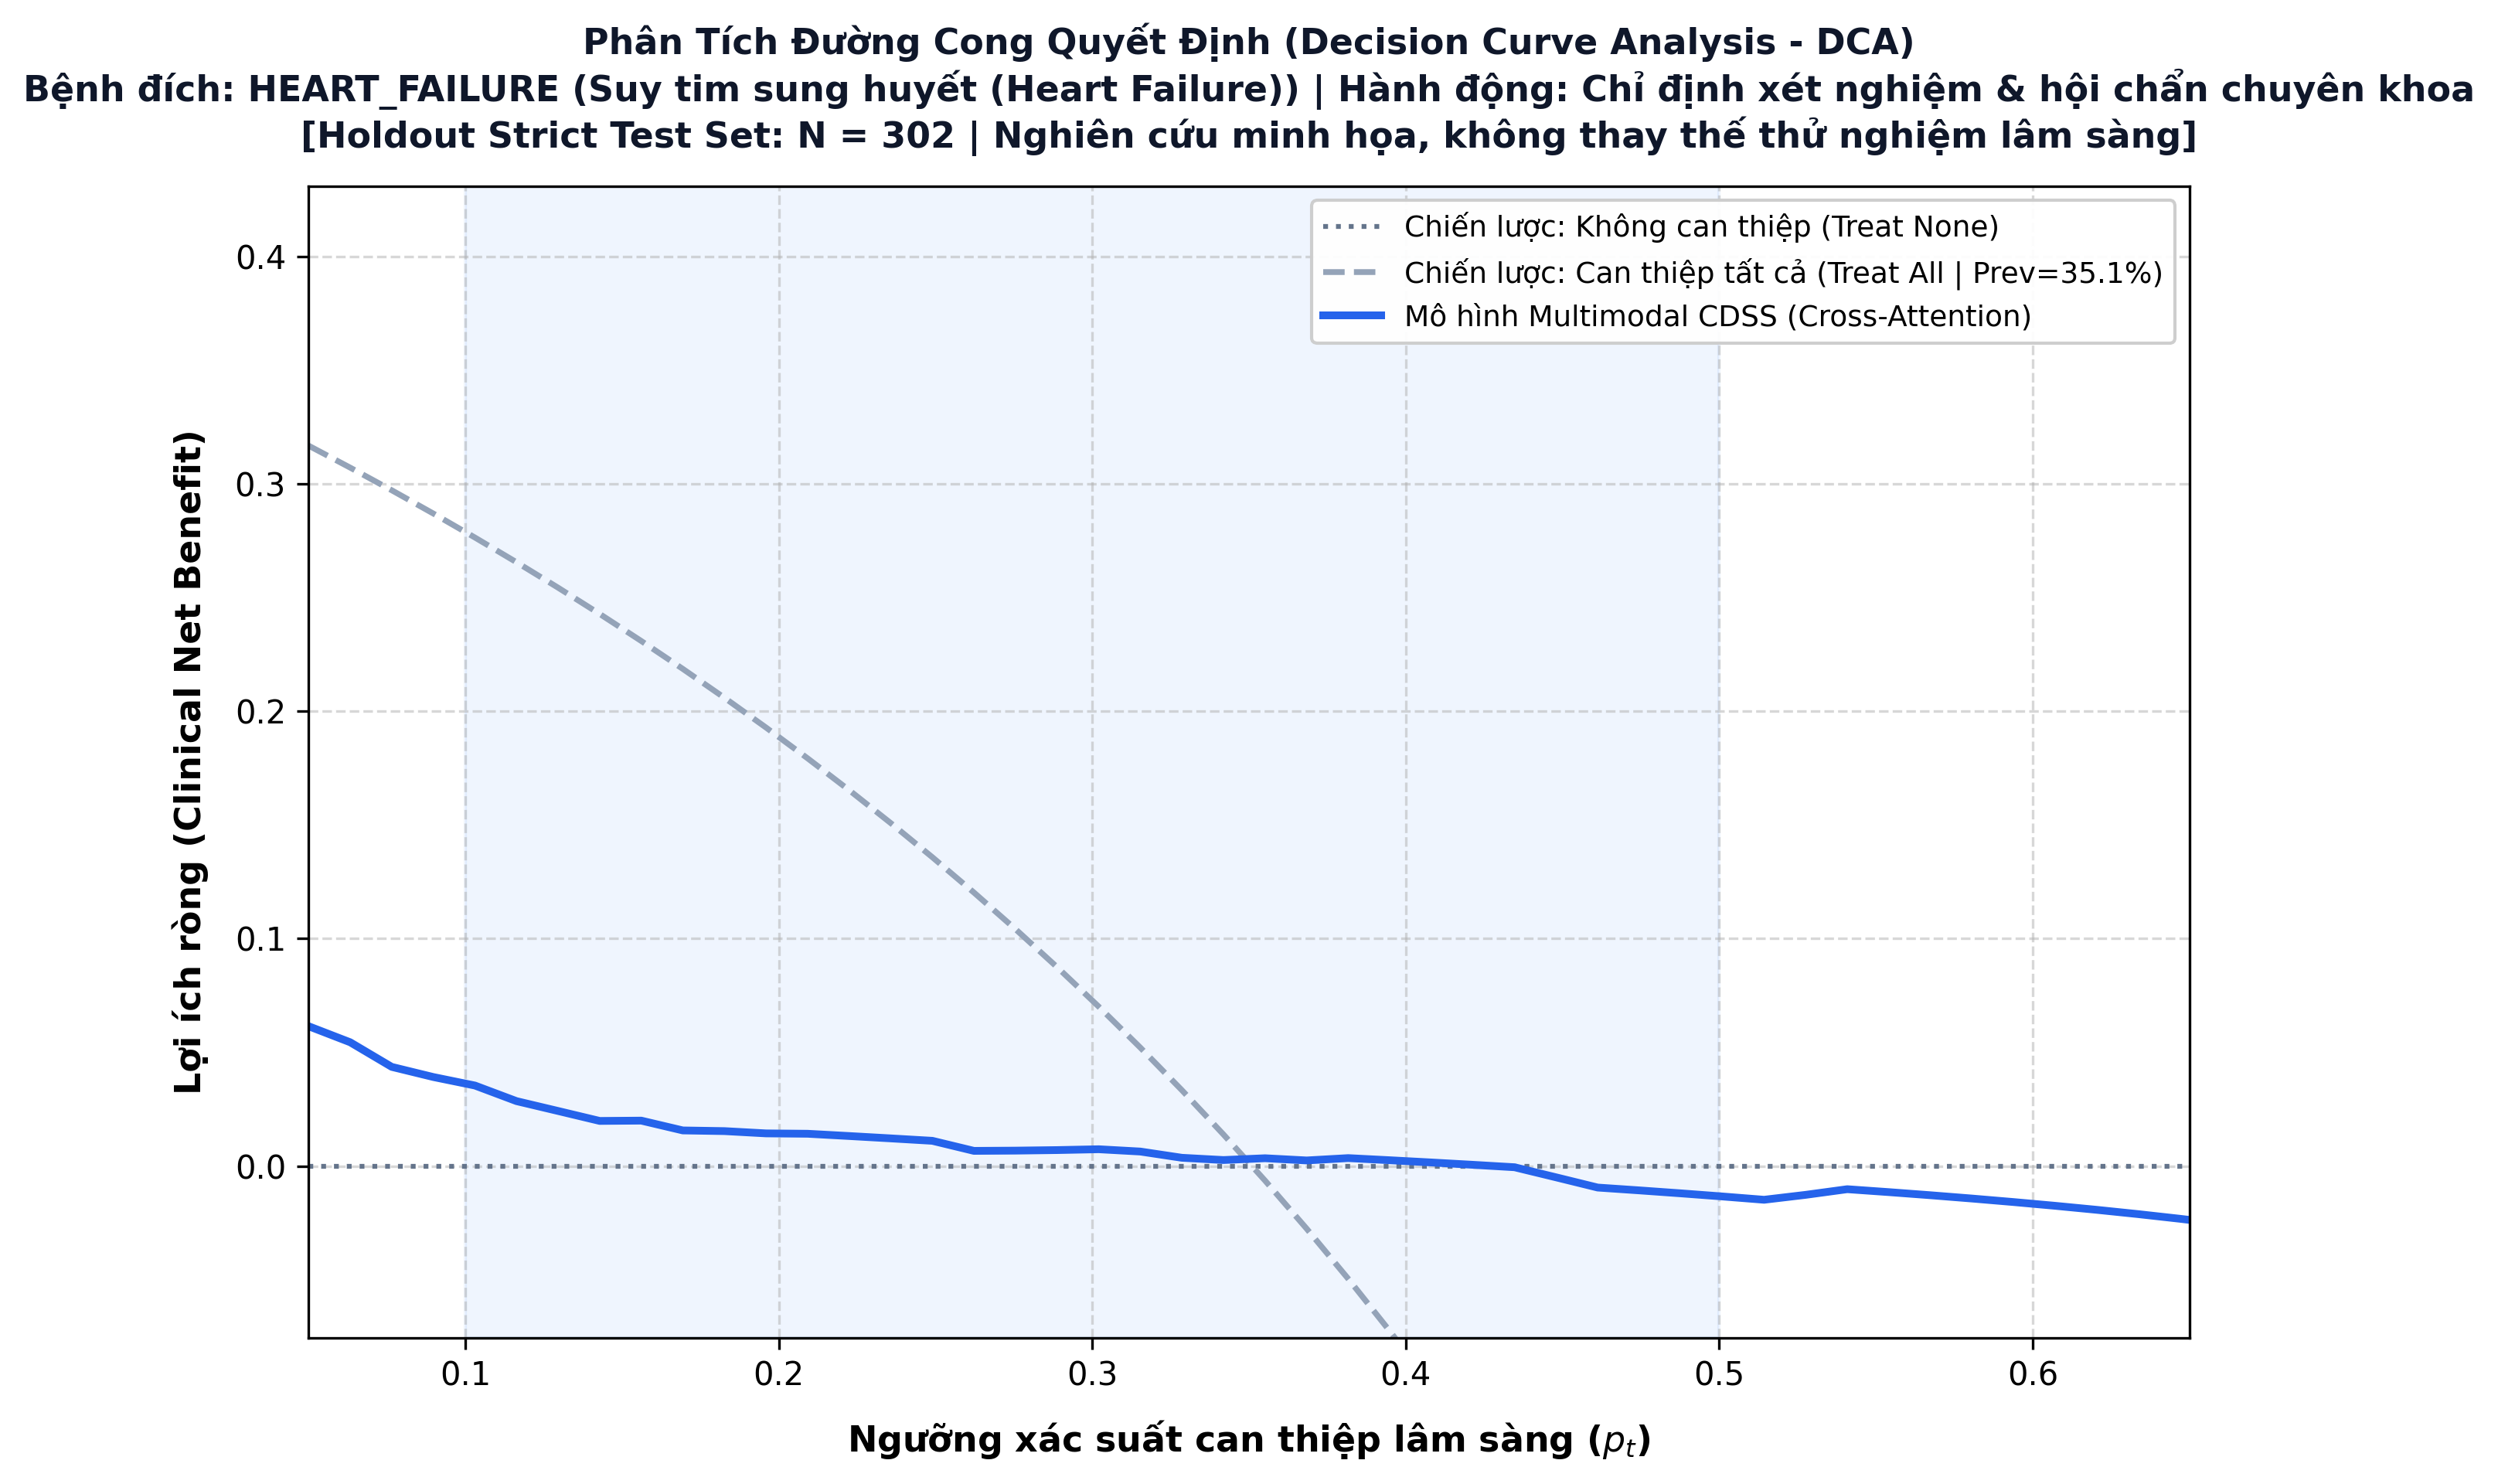 Phân Tích Đường Cong Quyết Định (Decision Curve Analysis - DCA)
Bệnh đích: HEART_FAILURE (Suy tim sung huyết (Heart Failure)) | Hành động: Chỉ định xét nghiệm & hội chẩn chuyên khoa
[Holdout Strict Test Set: N = 302 | Nghiên cứu minh họa, không thay thế thử nghiệm lâm sàng]
Chiến lược: Không can thiệp (Treat None)
Chiến lược: Can thiệp tất cả (Treat All | Prev=35.1%)
Mô hình Multimodal CDSS (Cross-Attention)
Lợi ích ròng (Clinical Net Benefit)
0.4
0.3
0.2
0.1
0.0
0.1 0.2 0.3 0.4 0.5 0.6
Ngưỡng xác suất can thiệp lâm sàng (p_t)